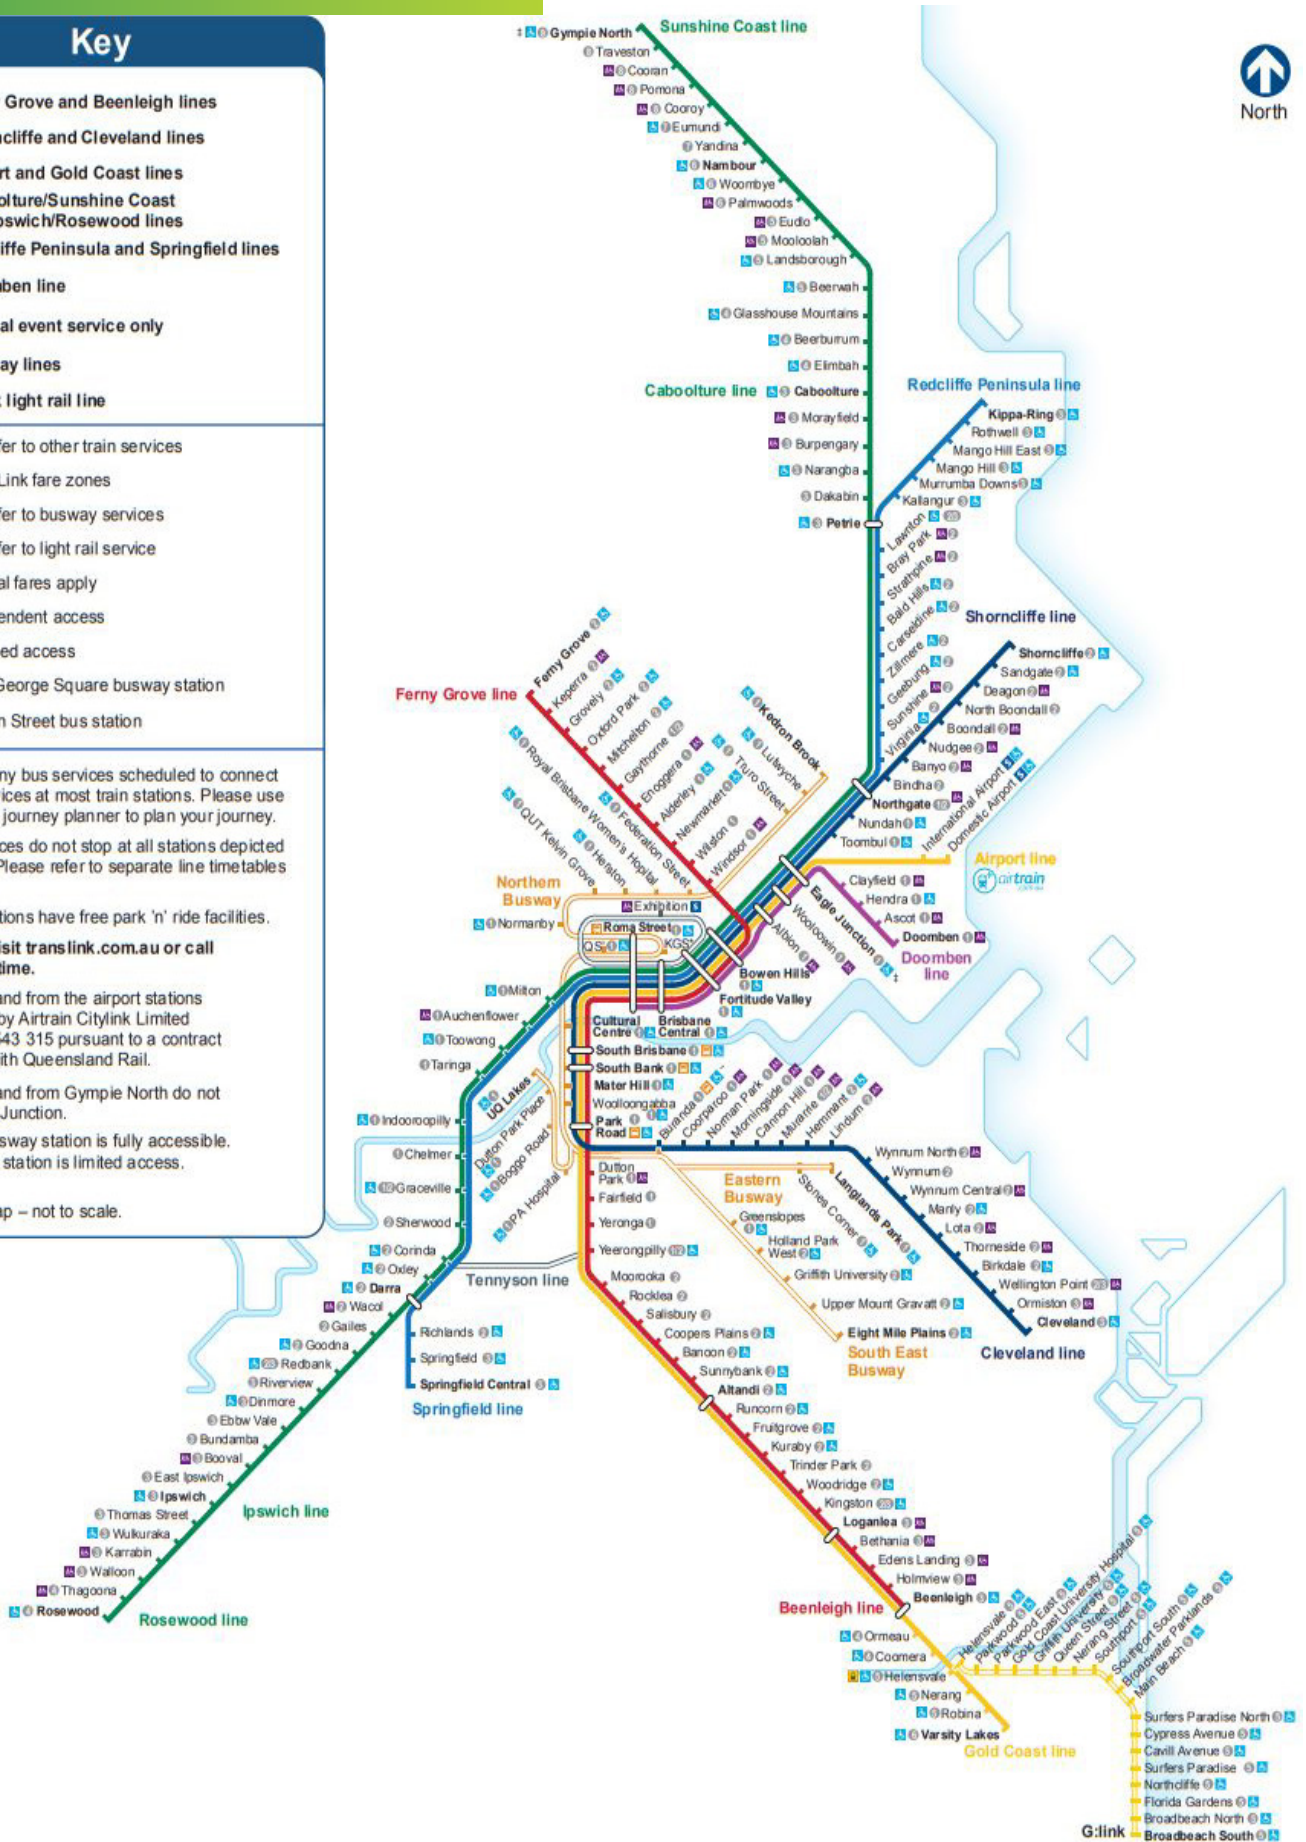 Key
Grove and Beenleigh lines
ncliffe and Cleveland lines
rt and Gold Coast lines
olture/Sunshine Coast
pswich/Rosewood lines
iffe Peninsula and Springfield lines
ben line
al event service only
ay lines
light rail line
fer to other train services
Link fare zones
fer to busway services
fer to light rail service
al fares apply
endent access
ed access
George Square busway station
n Street bus station
ny bus services scheduled to connect
ices at most train stations. Please use
journey planner to plan your journey.
ces do not stop at all stations depicted
Please refer to separate line timetables
tions have free park 'n' ride facilities.
isit translink.com.au or call
time.
and from the airport stations
by Airtrain Citylink Limited
543 315 pursuant to a contract
ith Queensland Rail.
and from Gympie North do not
Junction.
sway station is fully accessible.
station is limited access.
ap – not to scale.
North
Sunshine Coast line
Gympie North
Traveston
Cooran
Pomona
Cooroy
Eumundi
Yandina
Nambour
Woombye
Palmwoods
Eudlo
Mooloolah
Landsborough
Beerwah
Glasshouse Mountains
Beerburrum
Elimbah
Caboolture line
Caboolture
Morayfield
Burpengary
Narangba
Dakabin
Petrie
Redcliffe Peninsula line
Kippa-Ring
Rothwell
Mango Hill East
Mango Hill
Murrumba Downs
Kallangur
Lawnton
Bray Park
Strathpine
Bald Hills
Carseldine
Zillmere
Geebung
Sunshine
Virginia
Shorncliffe line
Shorncliffe
Sandgate
Deagon
North Boondall
Boondall
Nudgee
Banyo
Bindha
Northgate
Nundah
Toombul
International Airport
Domestic Airport
Airport line
airtrain
Clayfield
Hendra
Ascot
Doomben
Doomben
line
Eagle Junction
Wooloowin
Albion
Bowen Hills
Fortitude Valley
Ferny Grove line
Ferny Grove
Keperra
Grovely
Oxford Park
Mitchelton
Gaythorne
Enoggera
Alderley
Newmarket
Wilston
Windsor
Kedron Brook
Lutwyche
Truro Street
Federation Street
Royal Brisbane Women's Hopital
Herston
QUT Kelvin Grove
Northern
Busway
Normanby
Exhibition
Roma Street
QS
KGS
Milton
Auchenflower
Toowong
Taringa
Indooroopilly
Chelmer
Graceville
Sherwood
Corinda
Oxley
Darra
Wacol
Gailes
Goodna
Redbank
Riverview
Dinmore
Ebbw Vale
Bundamba
Booval
East Ipswich
Ipswich
Thomas Street
Wulkuraka
Karrabin
Walloon
Thagoona
Rosewood
Ipswich line
Rosewood line
Richlands
Springfield
Springfield Central
Springfield line
Tennyson line
Cultural
Centre
Brisbane
Central
South Brisbane
South Bank
Mater Hill
Woolloongabba
Park
Road
UQ Lakes
Dutton Park Place
Boggo Road
PA Hospital
Buranda
Coorparoo
Norman Park
Morningside
Cannon Hill
Murarrie
Hemmant
Lindum
Wynnum North
Wynnum
Wynnum Central
Manly
Lota
Thorneside
Birkdale
Wellington Point
Ormiston
Cleveland
Cleveland line
Eastern
Busway
Stones Corner
Langlands Park
Greenslopes
Holland Park
West
Griffith University
Upper Mount Gravatt
Eight Mile Plains
South East
Busway
Dutton
Park
Fairfield
Yeronga
Yeerongpilly
Moorooka
Rocklea
Salisbury
Coopers Plains
Banoon
Sunnybank
Altandi
Runcorn
Fruitgrove
Kuraby
Trinder Park
Woodridge
Kingston
Loganlea
Bethania
Edens Landing
Holmview
Beenleigh
Beenleigh line
Ormeau
Coomera
Helensvale
Nerang
Robina
Varsity Lakes
Gold Coast line
Helensvale
Parkwood
Parkwood East
Gold Coast University Hospital
Griffith University
Queen Street
Nerang Street
Southport
Southport South
Broadwater Parklands
Main Beach
Surfers Paradise North
Cypress Avenue
Cavill Avenue
Surfers Paradise
Northcliffe
Florida Gardens
Broadbeach North
Broadbeach South
G:link